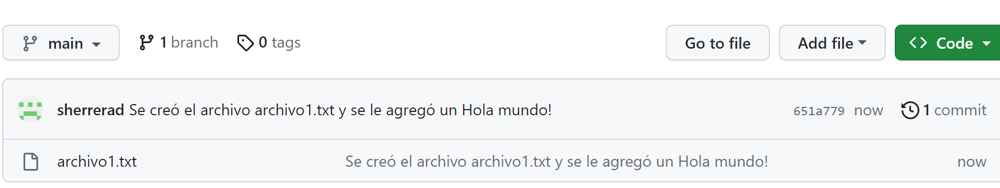 main 1 branch 0 tags Go to file Add file <> Code
sherrerad Se creó el archivo archivo1.txt y se le agregó un Hola mundo! 651a779 now 1 commit
archivo1.txt Se creó el archivo archivo1.txt y se le agregó un Hola mundo! now